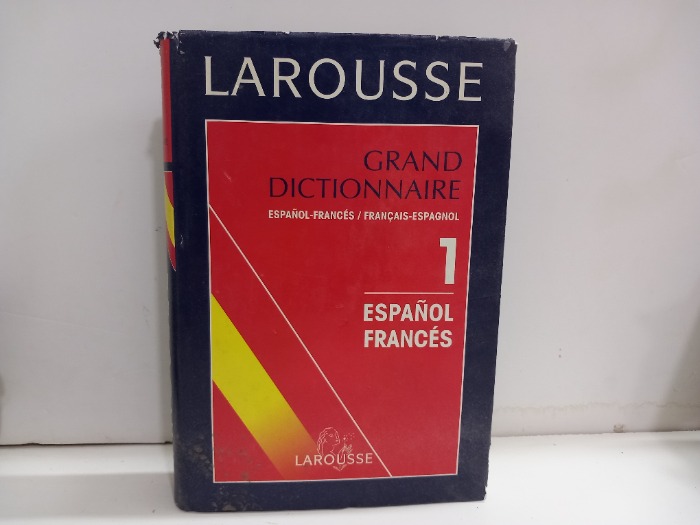 LAROUSSE
GRAND
DICTIONNAIRE
ESPAÑOL-FRANCÉS / FRANÇAIS-ESPAGNOL
1
ESPAÑOL
FRANCÉS
LAROUSSE